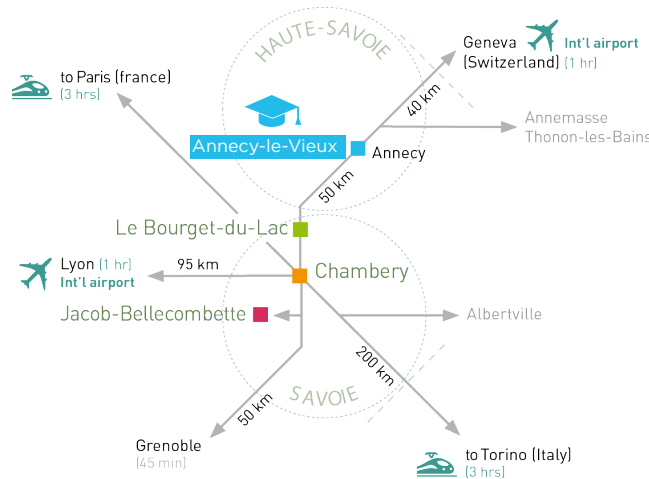 HAUTE-SAVOIE
Geneva
(Switzerland)
Int'l airport
(1 hr)
to Paris (france)
(3 hrs)
40 km
Annemasse
Thonon-les-Bains
Annecy-le-Vieux
Annecy
50 km
Le Bourget-du-Lac
Lyon (1 hr)
Int'l airport
95 km
Chambery
Jacob-Bellecombette
Albertville
200 km
SAVOIE
50 km
Grenoble
(45 min)
to Torino (Italy)
(3 hrs)